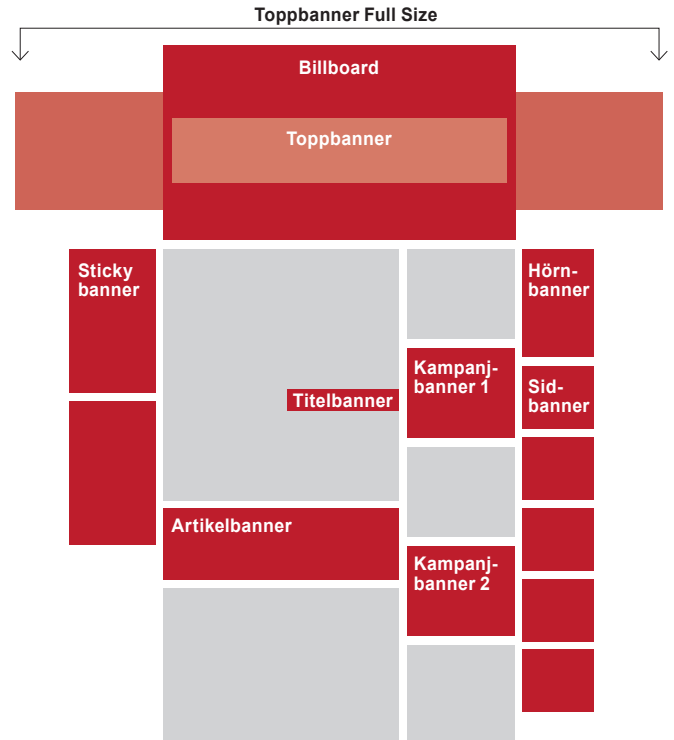 Toppbanner Full Size
Billboard
Toppbanner
Sticky
banner
Hörn-
banner
Kampanj-
banner 1
Sid-
banner
Titelbanner
Artikelbanner
Kampanj-
banner 2